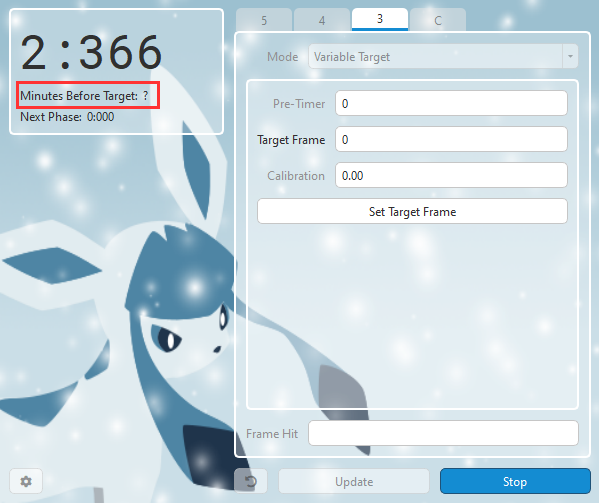 5 4 3 C
2:366
Mode Variable Target
Minutes Before Target: ?
Next Phase: 0:000
Pre-Timer 0
Target Frame 0
Calibration 0.00
Set Target Frame
Frame Hit
Update Stop